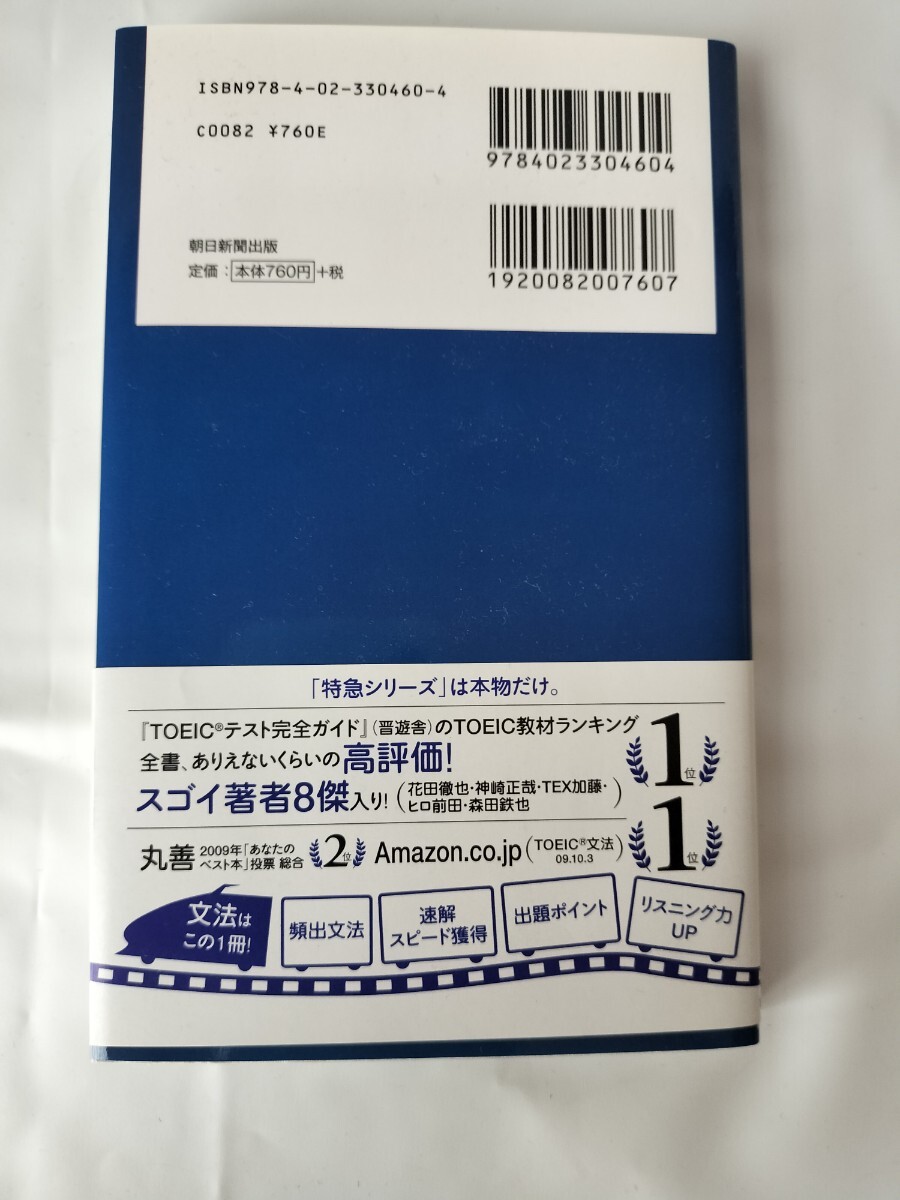 ISBN978-4-02-330460-4
C0082 ¥760E
9784023304604
朝日新聞出版
定価：本体760円+税
1920082007607
「特急シリーズ」は本物だけ。
『TOEIC®テスト完全ガイド』（晋遊舎）のTOEIC教材ランキング
全書、ありえないくらいの高評価！
1位
スゴイ著者8傑入り！（花田徹也・神崎正哉・TEX加藤・
ヒロ前田・森田鉄也）
丸善 2009年「あなたの
ベスト本」投票 総合 2位
Amazon.co.jp（TOEIC®文法
09.10.3）
1位
文法は
この1冊！
頻出文法
速解
スピード獲得
出題ポイント
リスニング力
UP